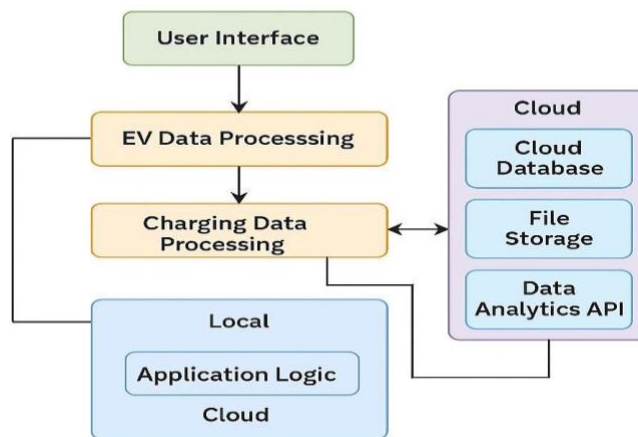 User Interface
EV Data Processsing
Charging Data
Processing
Cloud
Cloud
Database
File
Storage
Data
Analytics API
Local
Application Logic
Cloud